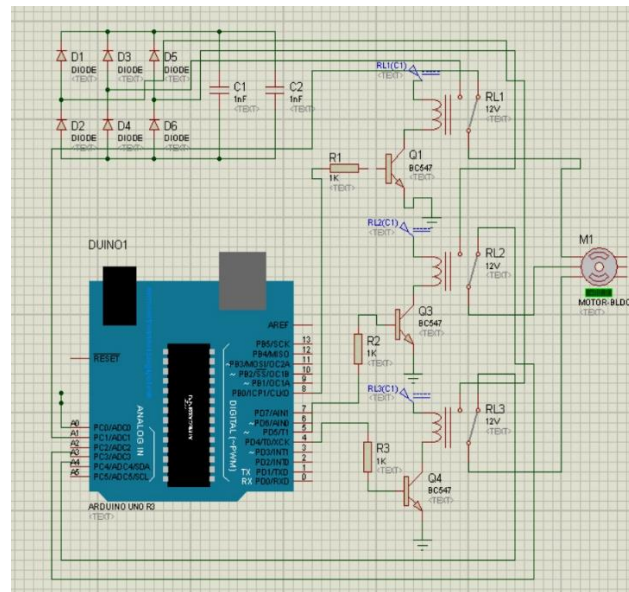 D1
DIODE
<TEXT>
D3
DIODE
<TEXT>
D5
DIODE
<TEXT>
D2
DIODE
<TEXT>
D4
DIODE
<TEXT>
D6
DIODE
<TEXT>
C1
1nF
<TEXT>
C2
1nF
<TEXT>
RL1(C1)
RL1
12V
<TEXT>
R1
1K
<TEXT>
Q1
BC547
<TEXT>
RL2(C1)
RL2
12V
<TEXT>
Q3
BC547
<TEXT>
R2
1K
<TEXT>
RL3(C1)
RL3
12V
<TEXT>
R3
1K
<TEXT>
Q4
BC547
<TEXT>
M1
MOTOR-BLDC
<TEXT>
DUINO1
RESET
AREF
PB5/SCK 13
PB4/MISO 12
~ PB3/MOSI/OC2A 11
~ PB2/SS/OC1B 10
~ PB1/OC1A 9
PB0/ICP1/CLKO 8
PD7/AIN1 7
~ PD6/AIN0 6
~ PD5/T1 5
PD4/T0/XCK 4
~ PD3/INT1 3
PD2/INT0 2
TX PD1/TXD 1
RX PD0/RXD 0
DIGITAL (~PWM)
ANALOG IN
A0 PC0/ADC0
A1 PC1/ADC1
A2 PC2/ADC2
A3 PC3/ADC3
A4 PC4/ADC4/SDA
A5 PC5/ADC5/SCL
ARDUINO UNO R3
<TEXT>